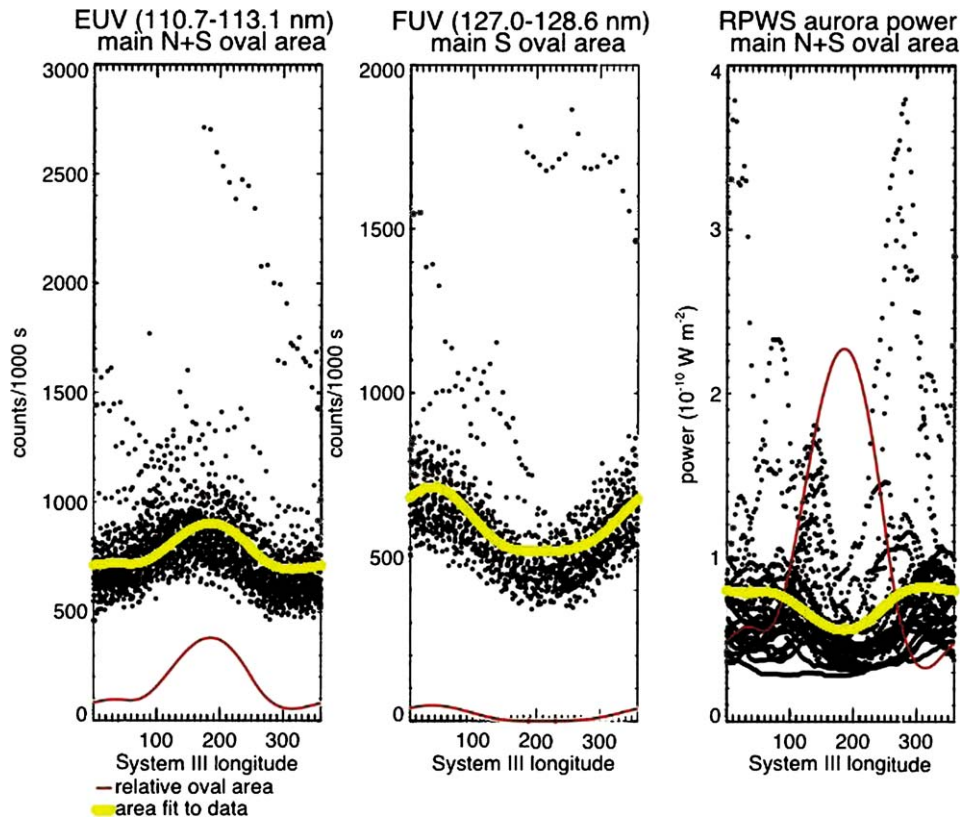 EUV (110.7-113.1 nm)
main N+S oval area
3000
2500
2000
1500
1000
500
0
counts/1000 s
100 200 300
System III longitude
relative oval area
area fit to data
FUV (127.0-128.6 nm)
main S oval area
2000
1500
1000
500
0
counts/1000 s
100 200 300
System III longitude
RPWS aurora power
main N+S oval area
4
3
2
1
0
power (10⁻¹⁰ W m⁻²)
100 200 300
System III longitude